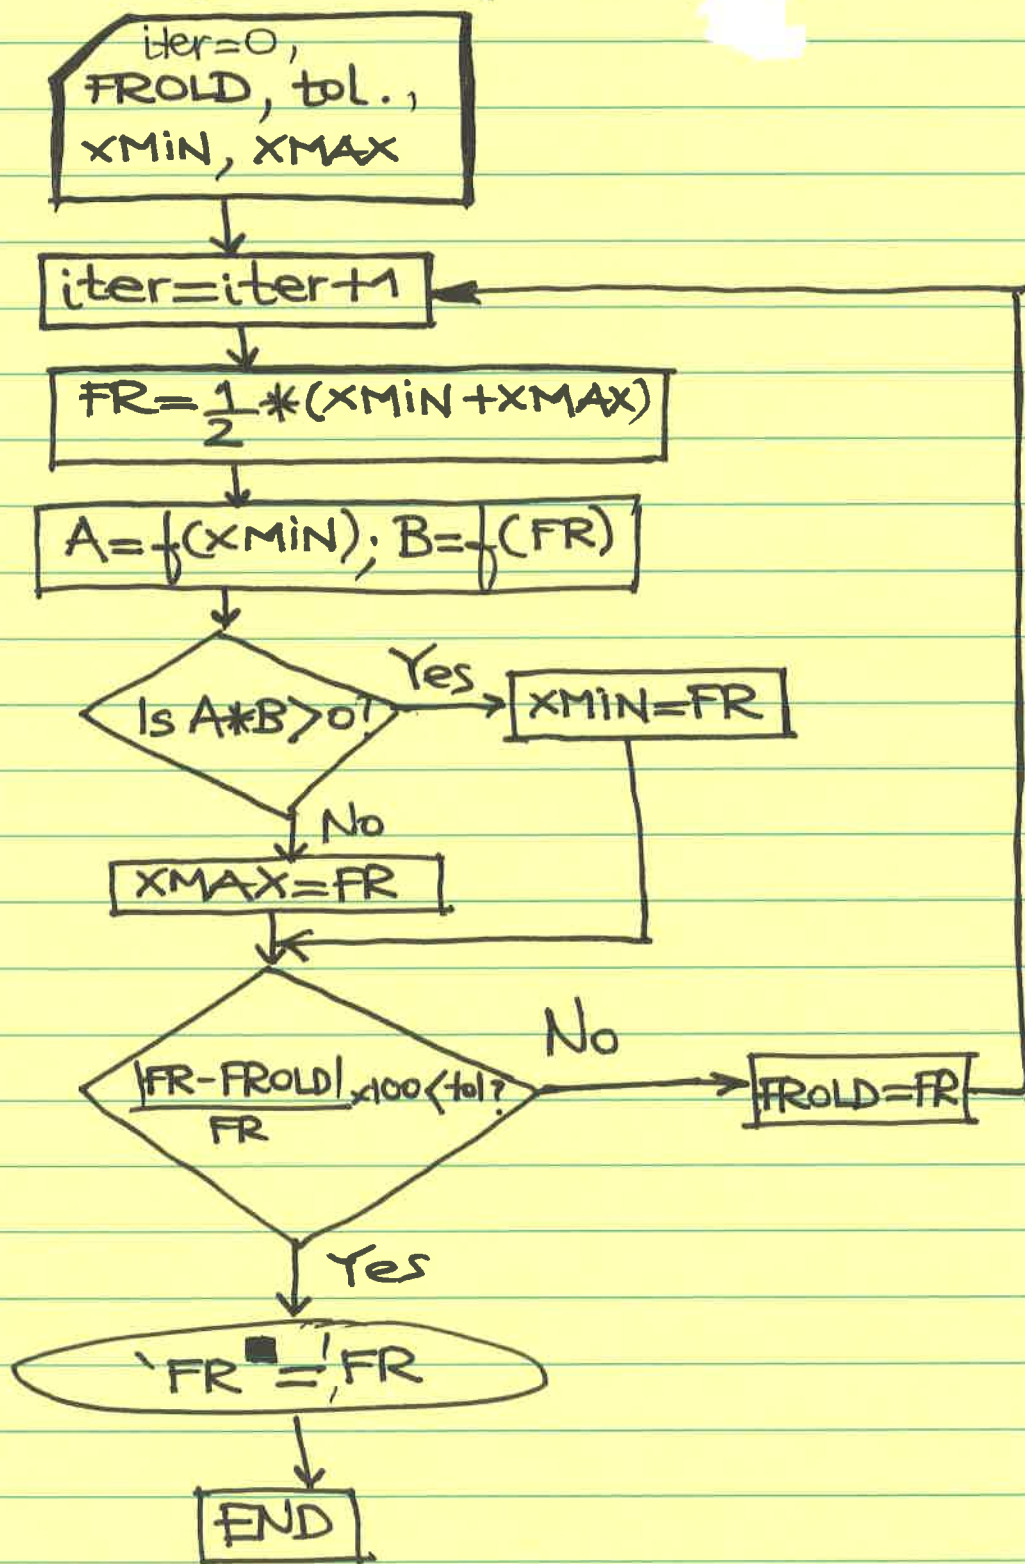 iter=0,
FROLD, tol.,
XMiN, XMAX
iter=iter+1
FR=1/2*(XMiN+XMAX)
A=f(XMiN); B=f(FR)
Is A*B>0?
Yes
XMiN=FR
No
XMAX=FR
|FR-FROLD|/FR x100<tol?
No
FROLD=FR
Yes
`FR =', FR
END